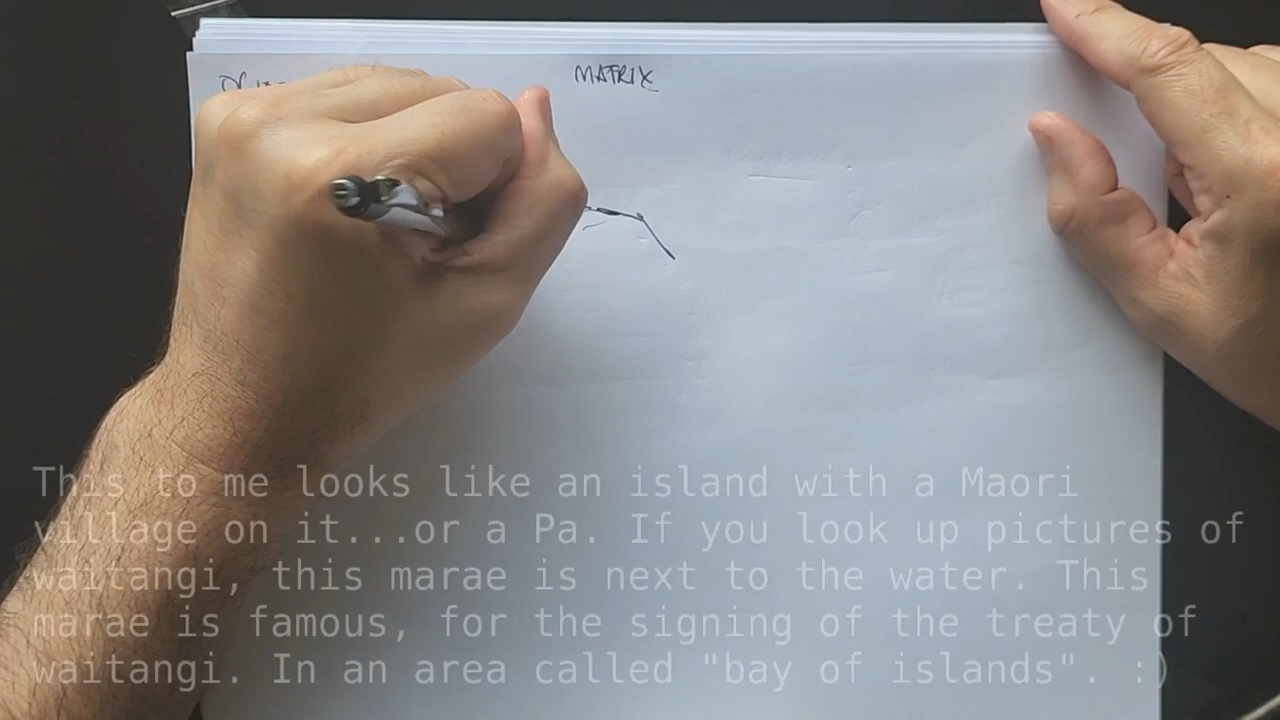 MATRIX
This to me looks like an island with a Maori
village on it...or a Pa. If you look up pictures of
waitangi, this marae is next to the water. This
marae is famous, for the signing of the treaty of
waitangi. In an area called "bay of islands". :)